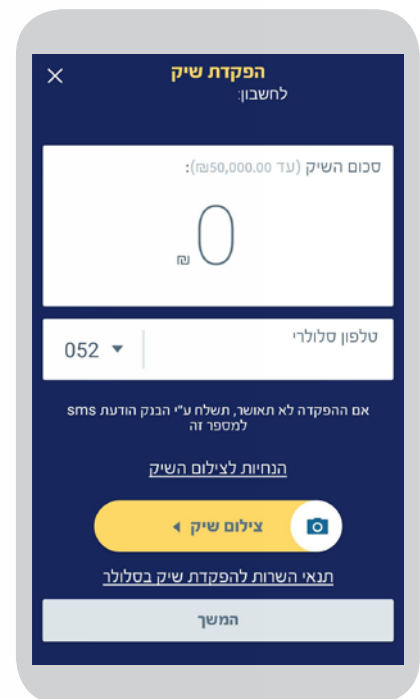 הפקדת שיק
לחשבון:
סכום השיק (עד 50,000.00₪):
0 ₪
טלפון סלולרי
052
אם ההפקדה לא תאושר, תשלח ע"י הבנק הודעת sms
למספר זה
הנחיות לצילום השיק
צילום שיק
תנאי השרות להפקדת שיק בסלולר
המשך